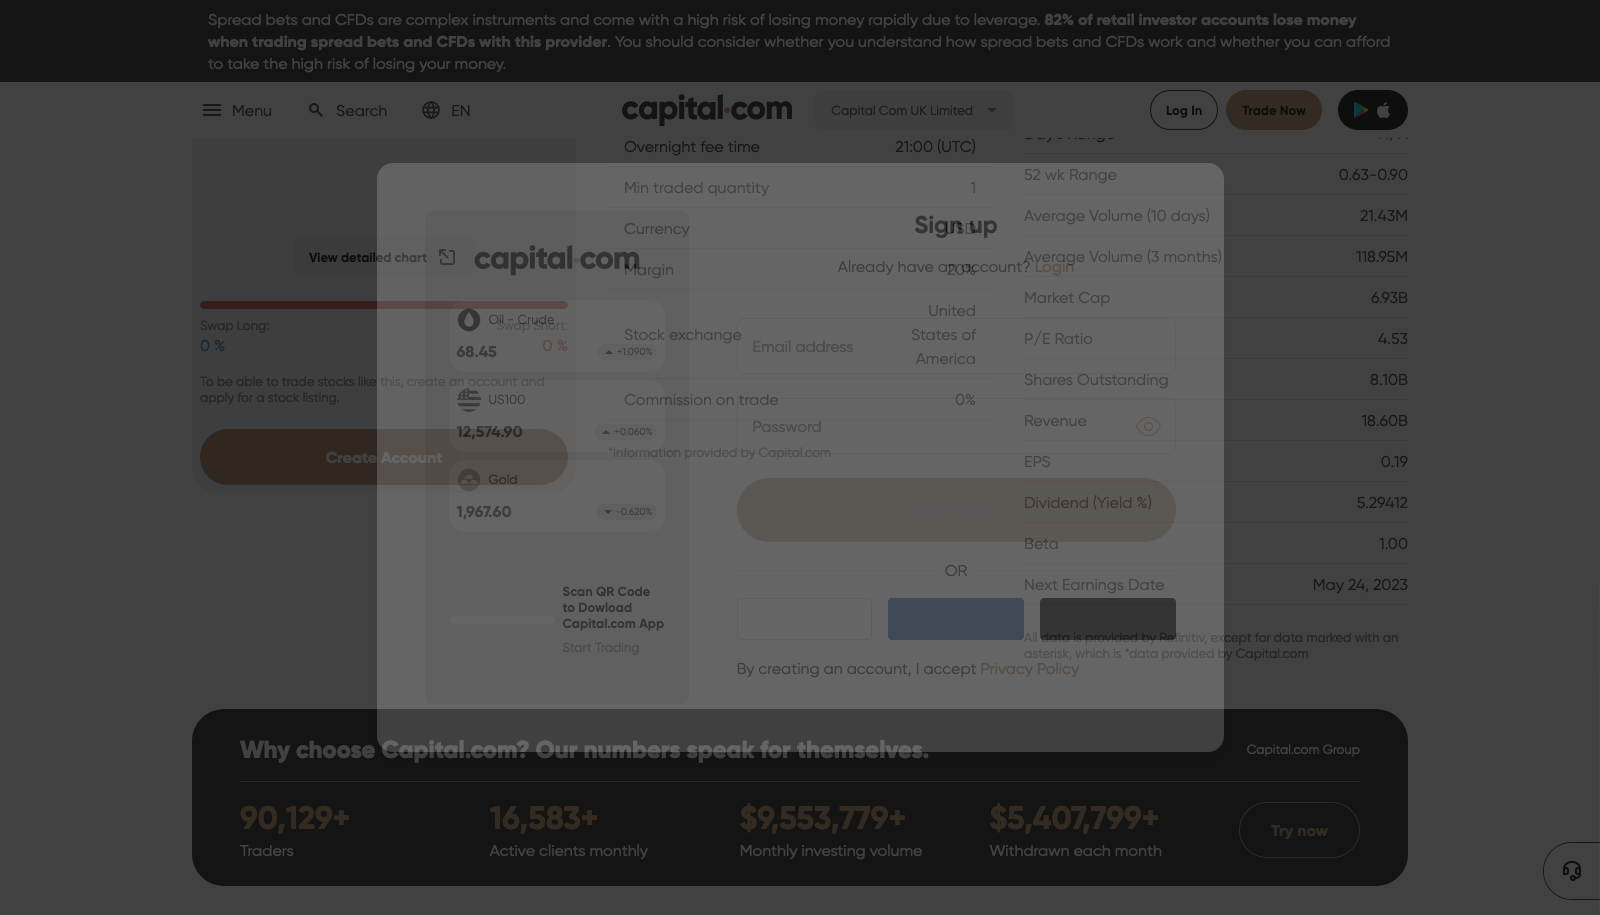 Spread bets and CFDs are complex instruments and come with a high risk of losing money rapidly due to leverage. 82% of retail investor accounts lose money
when trading spread bets and CFDs with this provider. You should consider whether you understand how spread bets and CFDs work and whether you can afford
to take the high risk of losing your money.
Menu Search EN capital.com Capital Com UK Limited Log In Trade Now
Overnight fee time 21:00 (UTC)
Min traded quantity 1
Currency USD
Margin 20%
Stock exchange United
States of
America
Commission on trade 0%
*information provided by Capital.com
Day's Range
52 wk Range 0.63-0.90
Average Volume (10 days) 21.43M
Average Volume (3 months) 118.95M
Market Cap 6.93B
P/E Ratio 4.53
Shares Outstanding 8.10B
Revenue 18.60B
EPS 0.19
Dividend (Yield %) 5.29412
Beta 1.00
Next Earnings Date May 24, 2023
All data is provided by Refinitiv, except for data marked with an
asterisk, which is *data provided by Capital.com
View detailed chart
Swap Long: Swap Short:
0 % 0 %
To be able to trade stocks like this, create an account and
apply for a stock listing.
Create Account
capital.com
Oil - Crude
68.45 +1.090%
US100
12,574.90 +0.060%
Gold
1,967.60 -0.620%
Scan QR Code
to Dowload
Capital.com App
Start Trading
Sign up
Already have an account? Login
Email address
Password
OR
By creating an account, I accept Privacy Policy
Why choose Capital.com? Our numbers speak for themselves. Capital.com Group
90,129+ 16,583+ $9,553,779+ $5,407,799+
Traders Active clients monthly Monthly investing volume Withdrawn each month
Try now